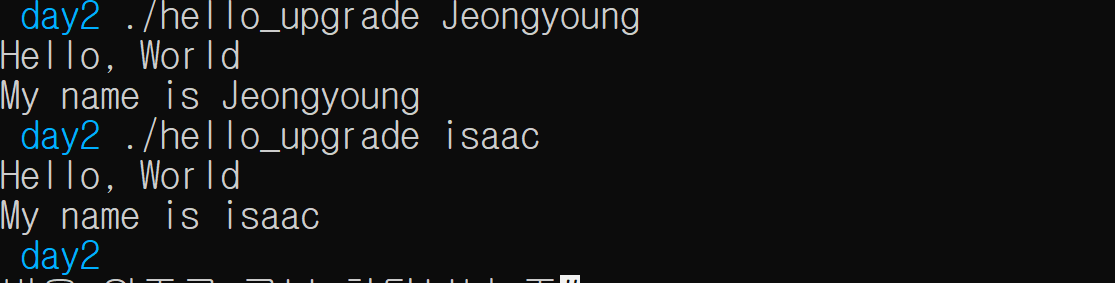 day2 ./hello_upgrade Jeongyoung
Hello, World
My name is Jeongyoung
day2 ./hello_upgrade isaac
Hello, World
My name is isaac
day2